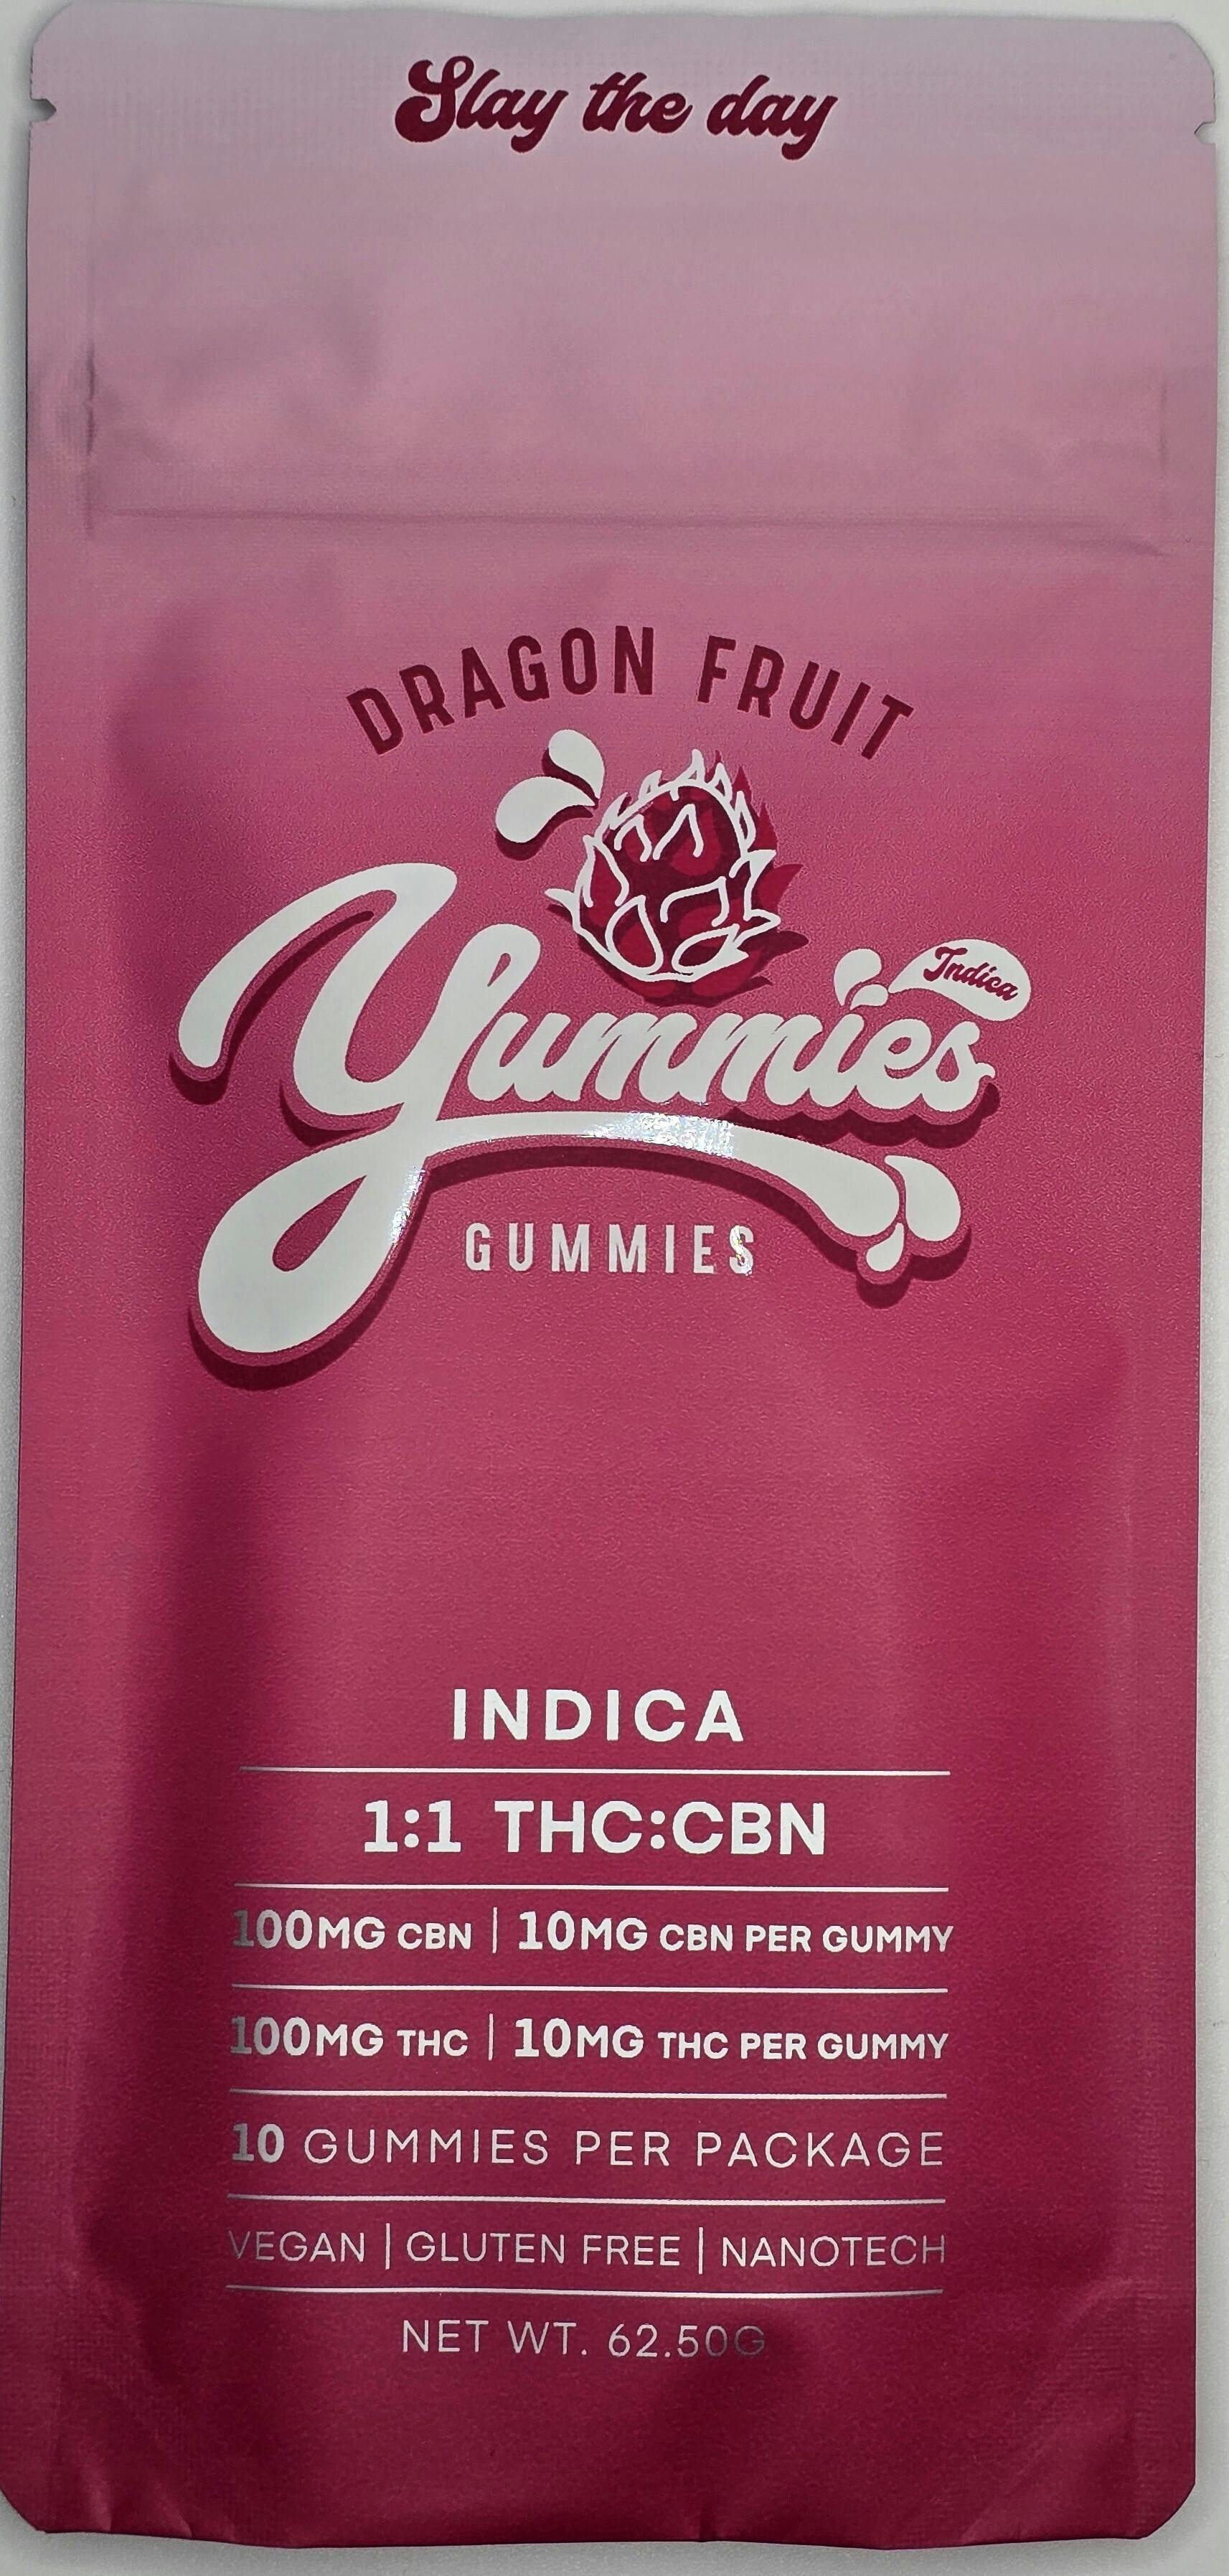 Slay the day
DRAGON FRUIT
Yummies
Indica
GUMMIES
INDICA
1:1 THC:CBN
100MG CBN | 10MG CBN PER GUMMY
100MG THC | 10MG THC PER GUMMY
10 GUMMIES PER PACKAGE
VEGAN | GLUTEN FREE | NANOTECH
NET WT. 62.50G